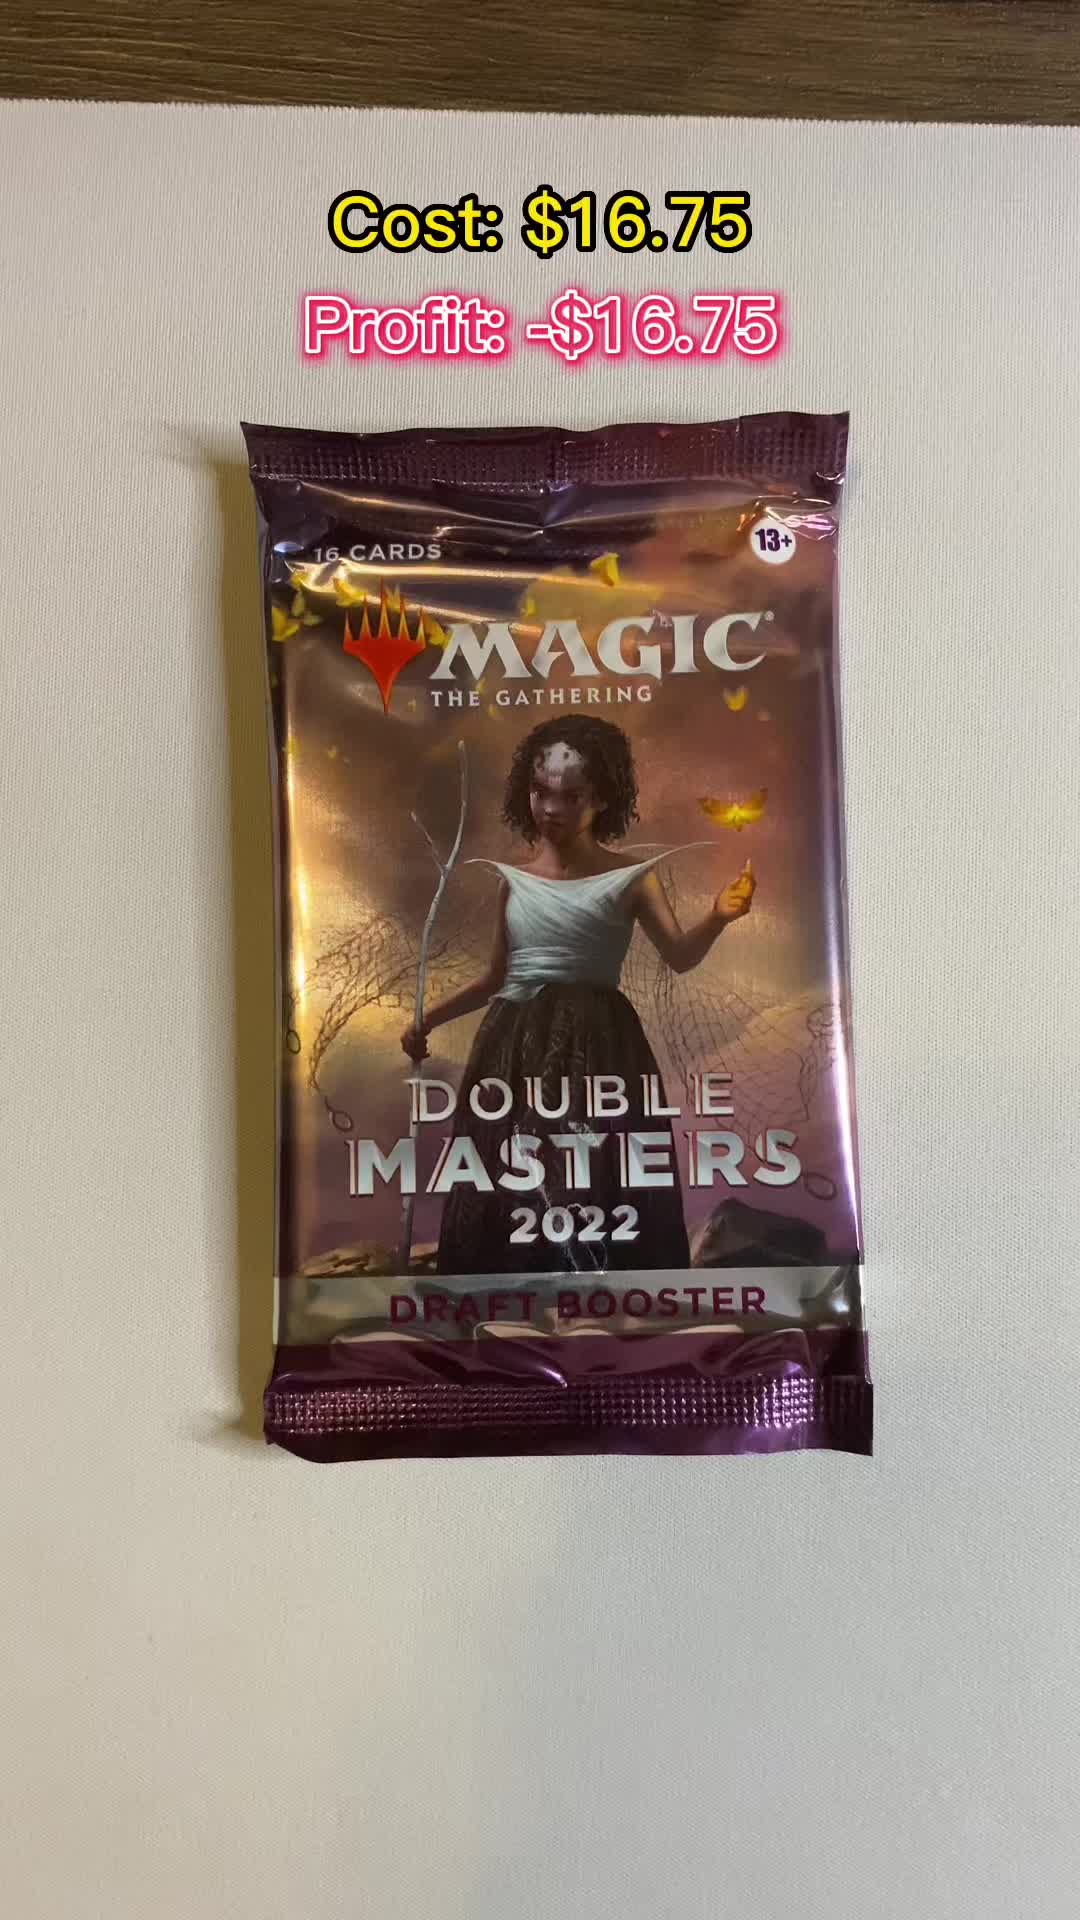 Cost: $16.75
Profit: -$16.75
16 CARDS
13+
MAGIC®
THE GATHERING
DOUBLE
MASTERS
2022
DRAFT BOOSTER